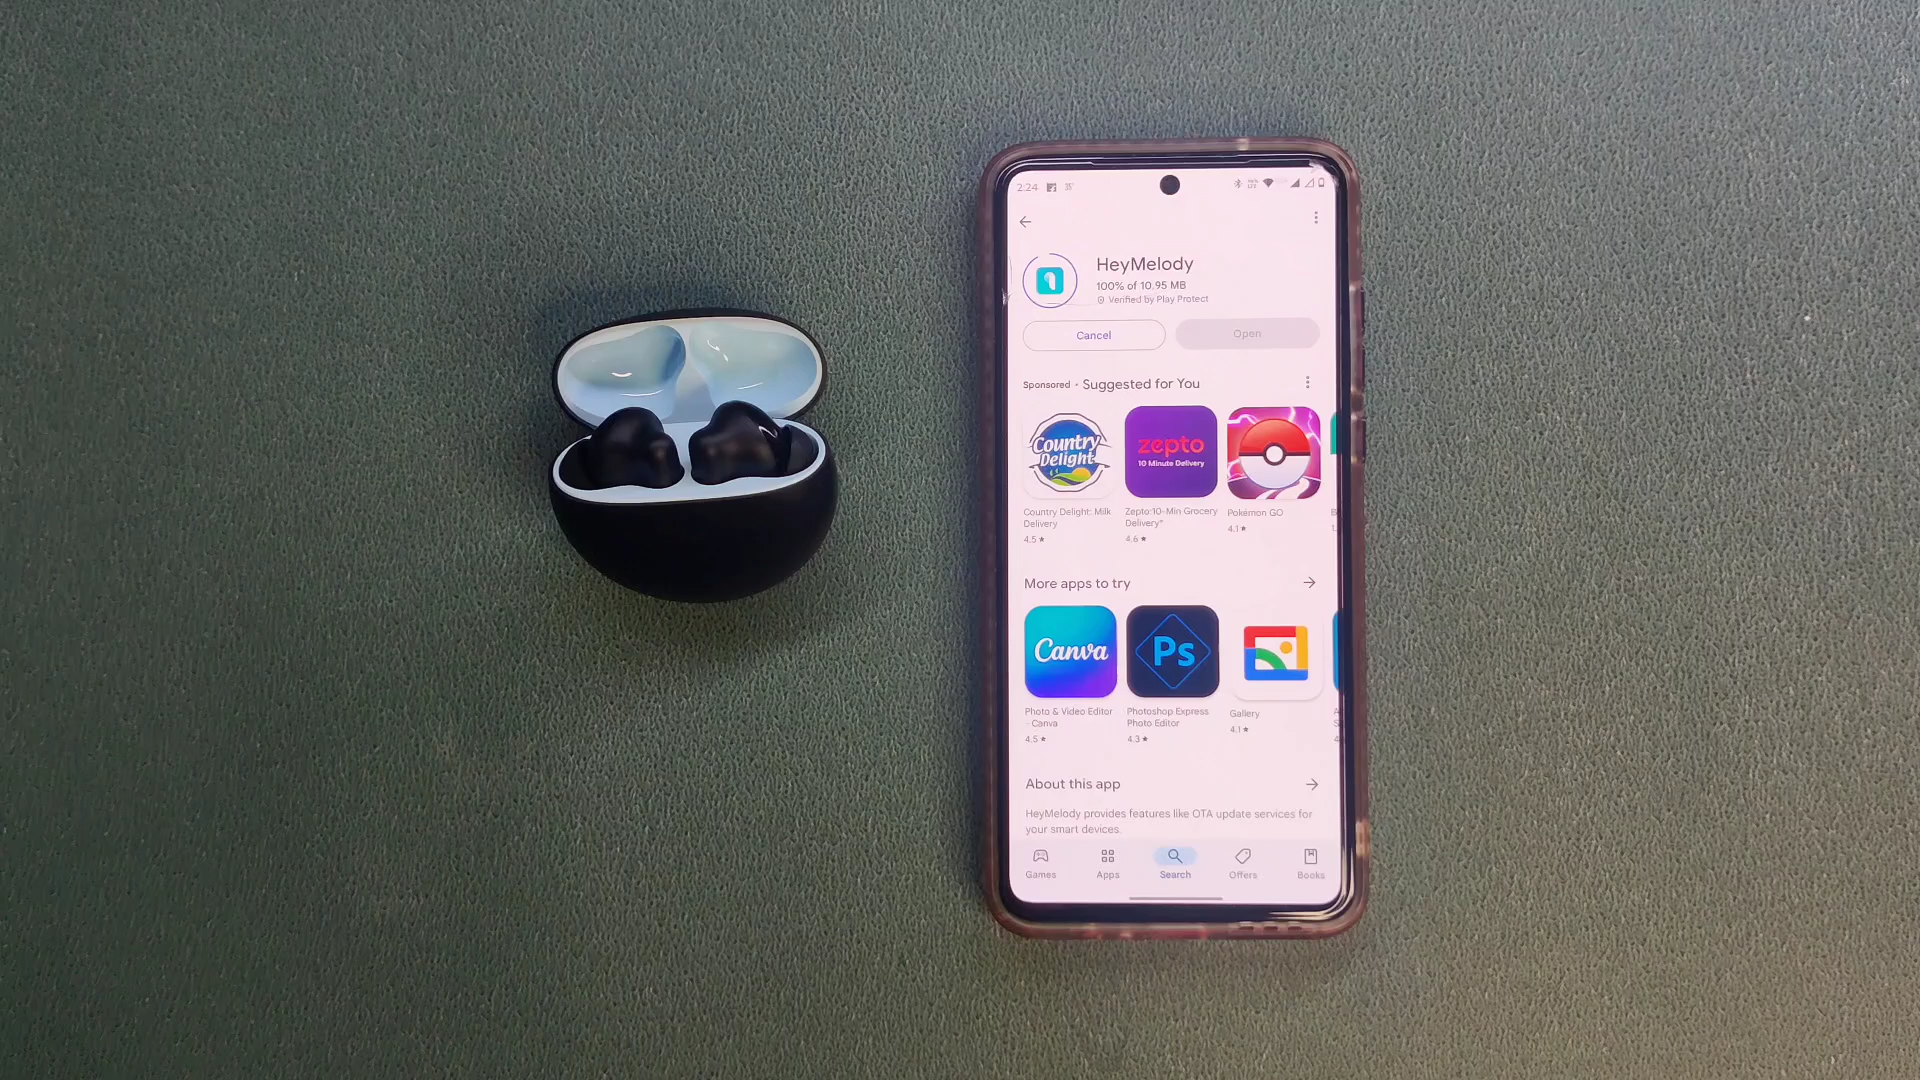 2:24
35°
HeyMelody
100% of 10.95 MB
Verified by Play Protect
Cancel
Open
Sponsored • Suggested for You
Country Delight
zepto
10 Minute Delivery
Country Delight: Milk
Delivery
4.5 ★
Zepto:10-Min Grocery
Delivery*
4.6 ★
Pokémon GO
4.1 ★
More apps to try
Canva
Ps
Photo & Video Editor
- Canva
4.5 ★
Photoshop Express
Photo Editor
4.3 ★
Gallery
4.1 ★
About this app
HeyMelody provides features like OTA update services for
your smart devices.
Games
Apps
Search
Offers
Books